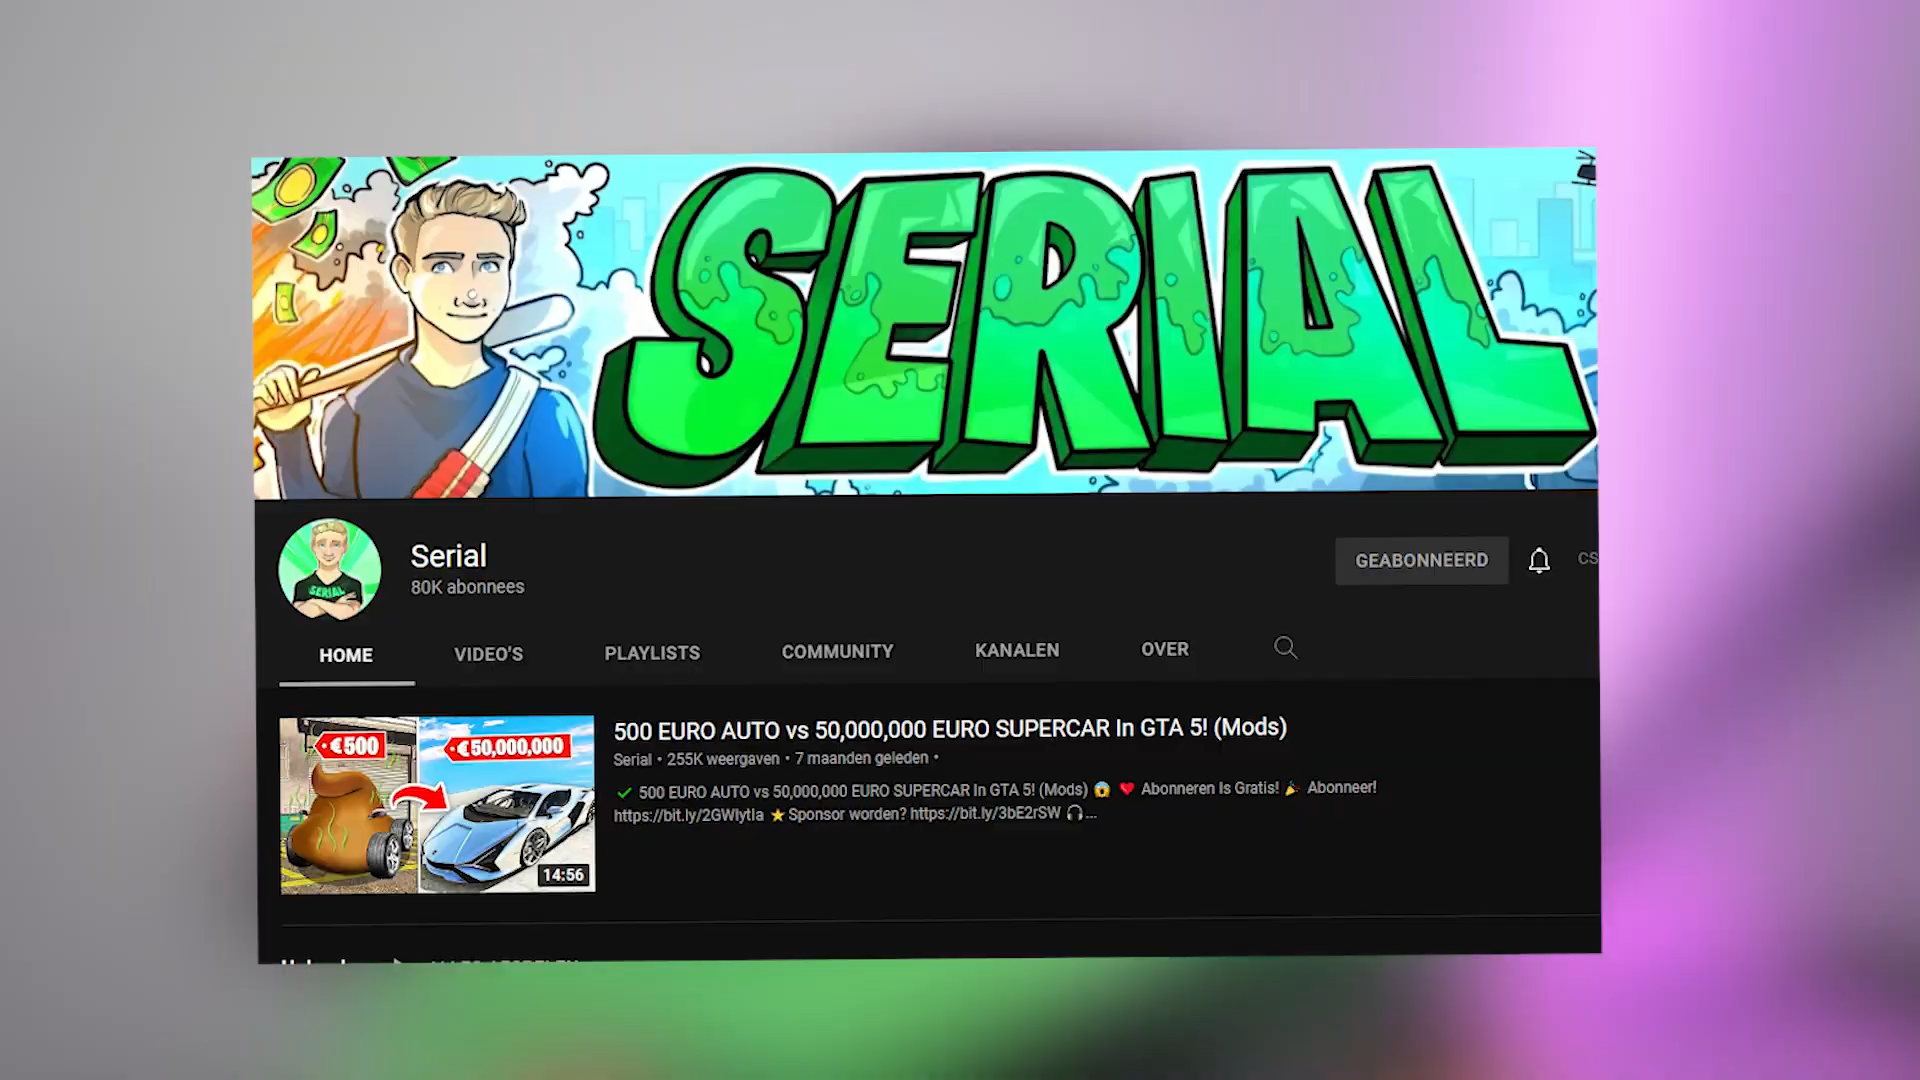 SERIAL
SERIAL
Serial
80K abonnees
GEABONNEERD
CS
HOME VIDEO'S PLAYLISTS COMMUNITY KANALEN OVER
€500
€50,000,000
14:56
500 EURO AUTO vs 50,000,000 EURO SUPERCAR In GTA 5! (Mods)
Serial • 255K weergaven • 7 maanden geleden •
✔ 500 EURO AUTO vs 50,000,000 EURO SUPERCAR In GTA 5! (Mods) 😱 ❤ Abonneren Is Gratis! 🎉 Abonneer!
https://bit.ly/2GWlytla ⭐ Sponsor worden? https://bit.ly/3bE2rSW 🎧...